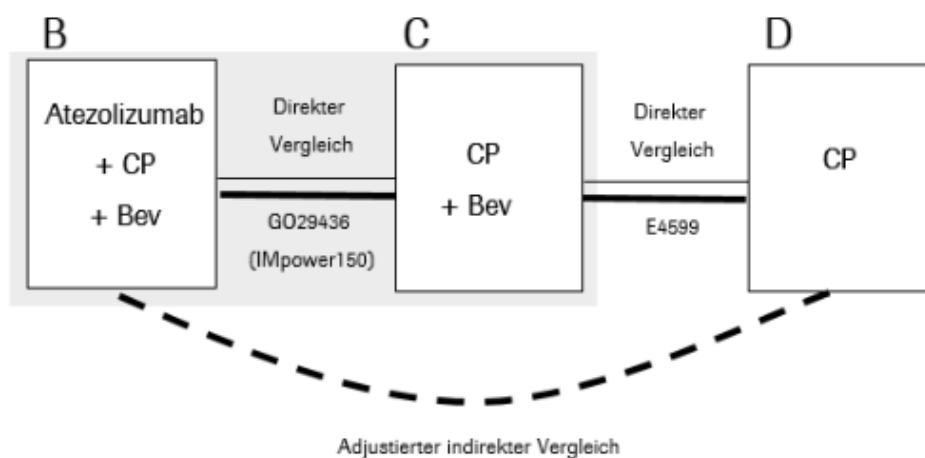 B
C
D
Atezolizumab
+ CP
+ Bev
Direkter
Vergleich
GO29436
(IMpower150)
CP
+ Bev
Direkter
Vergleich
E4599
CP
Adjustierter indirekter Vergleich